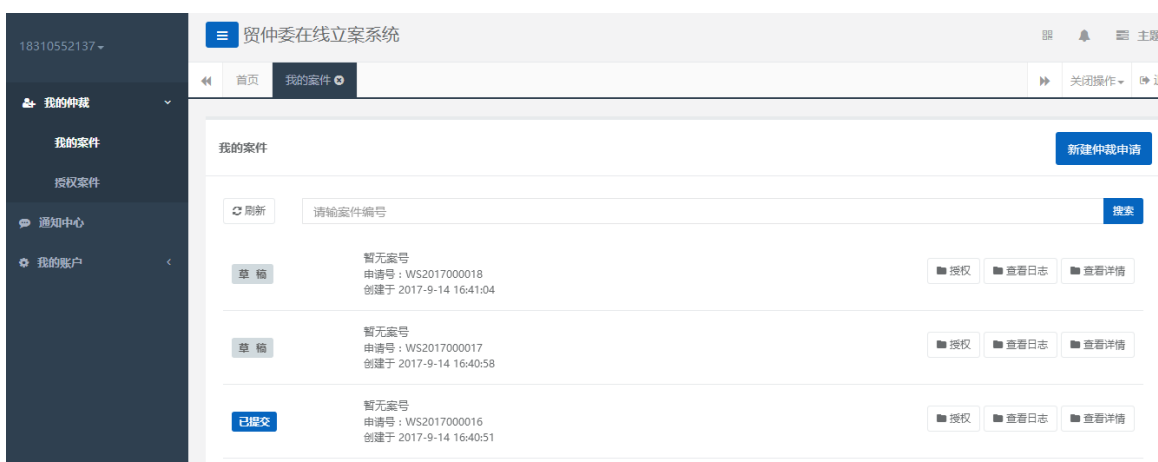 18310552137
贸仲委在线立案系统
主题
首页
我的案件
关闭操作
我的仲裁
我的案件
授权案件
通知中心
我的账户
我的案件
新建仲裁申请
刷新
请输案件编号
搜索
草 稿
暂无案号
申请号：WS2017000018
创建于 2017-9-14 16:41:04
授权
查看日志
查看详情
草 稿
暂无案号
申请号：WS2017000017
创建于 2017-9-14 16:40:58
授权
查看日志
查看详情
已提交
暂无案号
申请号：WS2017000016
创建于 2017-9-14 16:40:51
授权
查看日志
查看详情